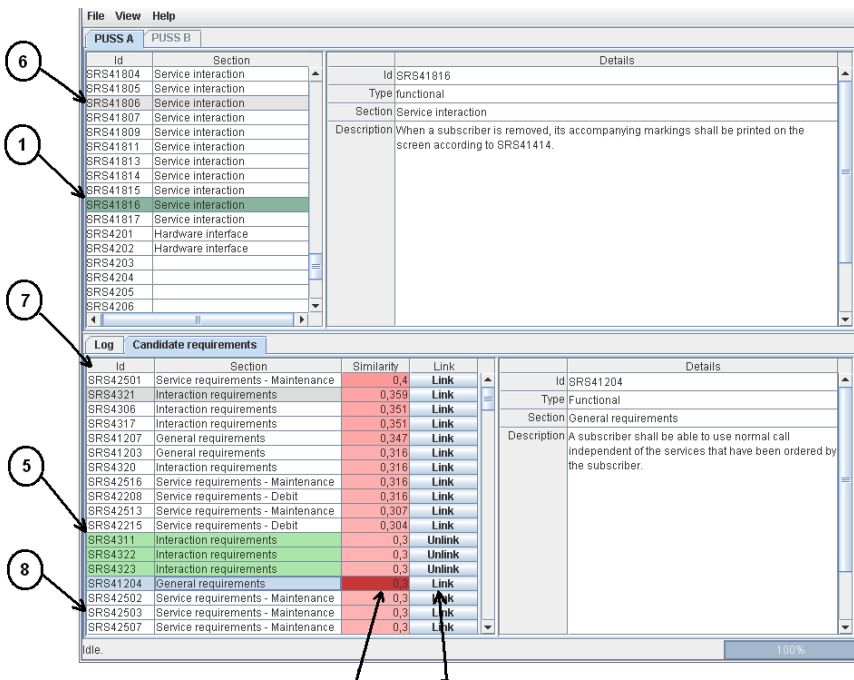 File View Help
PUSS A PUSS B
Id Section
SRS41804 Service interaction
SRS41805 Service interaction
SRS41806 Service interaction
SRS41807 Service interaction
SRS41809 Service interaction
SRS41811 Service interaction
SRS41813 Service interaction
SRS41814 Service interaction
SRS41815 Service interaction
SRS41816 Service interaction
SRS41817 Service interaction
SRS4201 Hardware interface
SRS4202 Hardware interface
SRS4203
SRS4204
SRS4205
SRS4206
Details
Id SRS41816
Type functional
Section Service interaction
Description When a subscriber is removed, its accompanying markings shall be printed on the
screen according to SRS41414.
6
1
7
5
8
Log Candidate requirements
Id Section Similarity Link
SRS42501 Service requirements - Maintenance 0,4 Link
SRS4321 Interaction requirements 0,359 Link
SRS4306 Interaction requirements 0,351 Link
SRS4317 Interaction requirements 0,351 Link
SRS41207 General requirements 0,347 Link
SRS41203 General requirements 0,316 Link
SRS4320 Interaction requirements 0,316 Link
SRS42516 Service requirements - Maintenance 0,316 Link
SRS42208 Service requirements - Debit 0,316 Link
SRS42513 Service requirements - Maintenance 0,307 Link
SRS42215 Service requirements - Debit 0,304 Link
SRS4311 Interaction requirements 0,3 Unlink
SRS4322 Interaction requirements 0,3 Unlink
SRS4323 Interaction requirements 0,3 Unlink
SRS41204 General requirements 0,3 Link
SRS42502 Service requirements - Maintenance 0,3 Link
SRS42503 Service requirements - Maintenance 0,3 Link
SRS42507 Service requirements - Maintenance 0,3 Link
Details
Id SRS41204
Type Functional
Section General requirements
Description A subscriber shall be able to use normal call
independent of the services that have been ordered by
the subscriber.
Idle.
100%